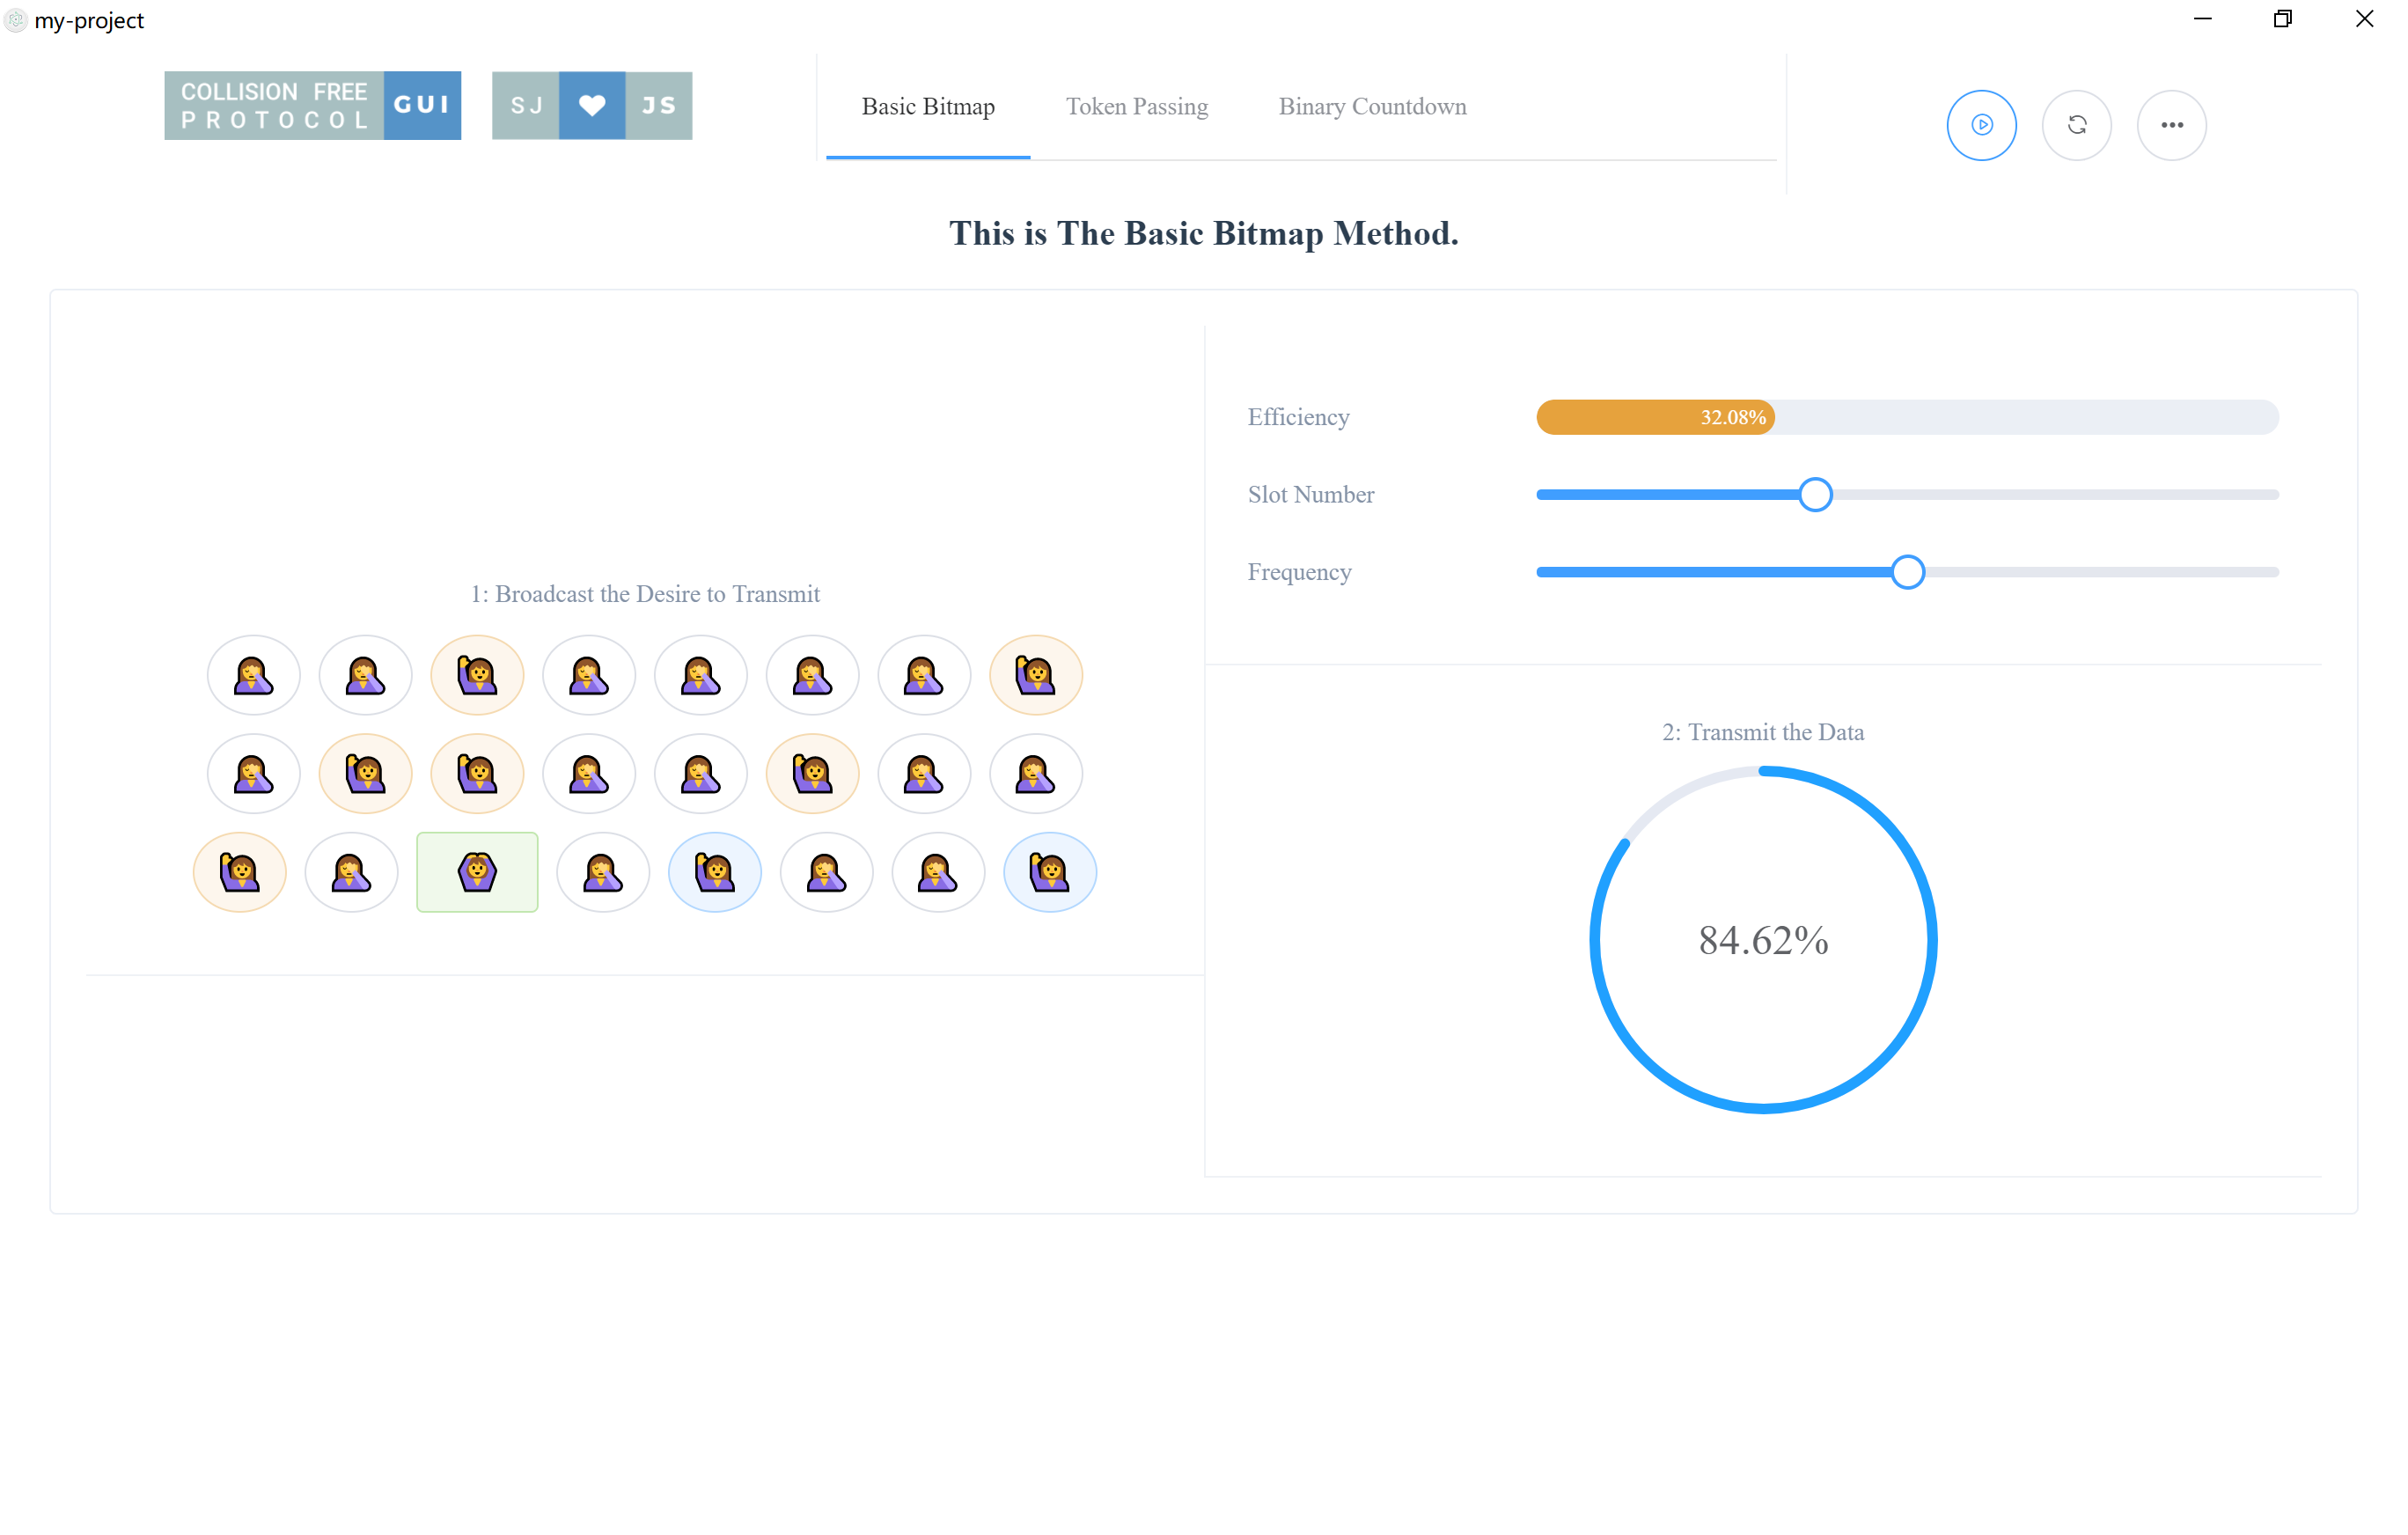 my-project
COLLISION FREE
PROTOCOL
GUI
SJ
JS
Basic Bitmap
Token Passing
Binary Countdown
This is The Basic Bitmap Method.
1: Broadcast the Desire to Transmit
Efficiency
32.08%
Slot Number
Frequency
2: Transmit the Data
84.62%